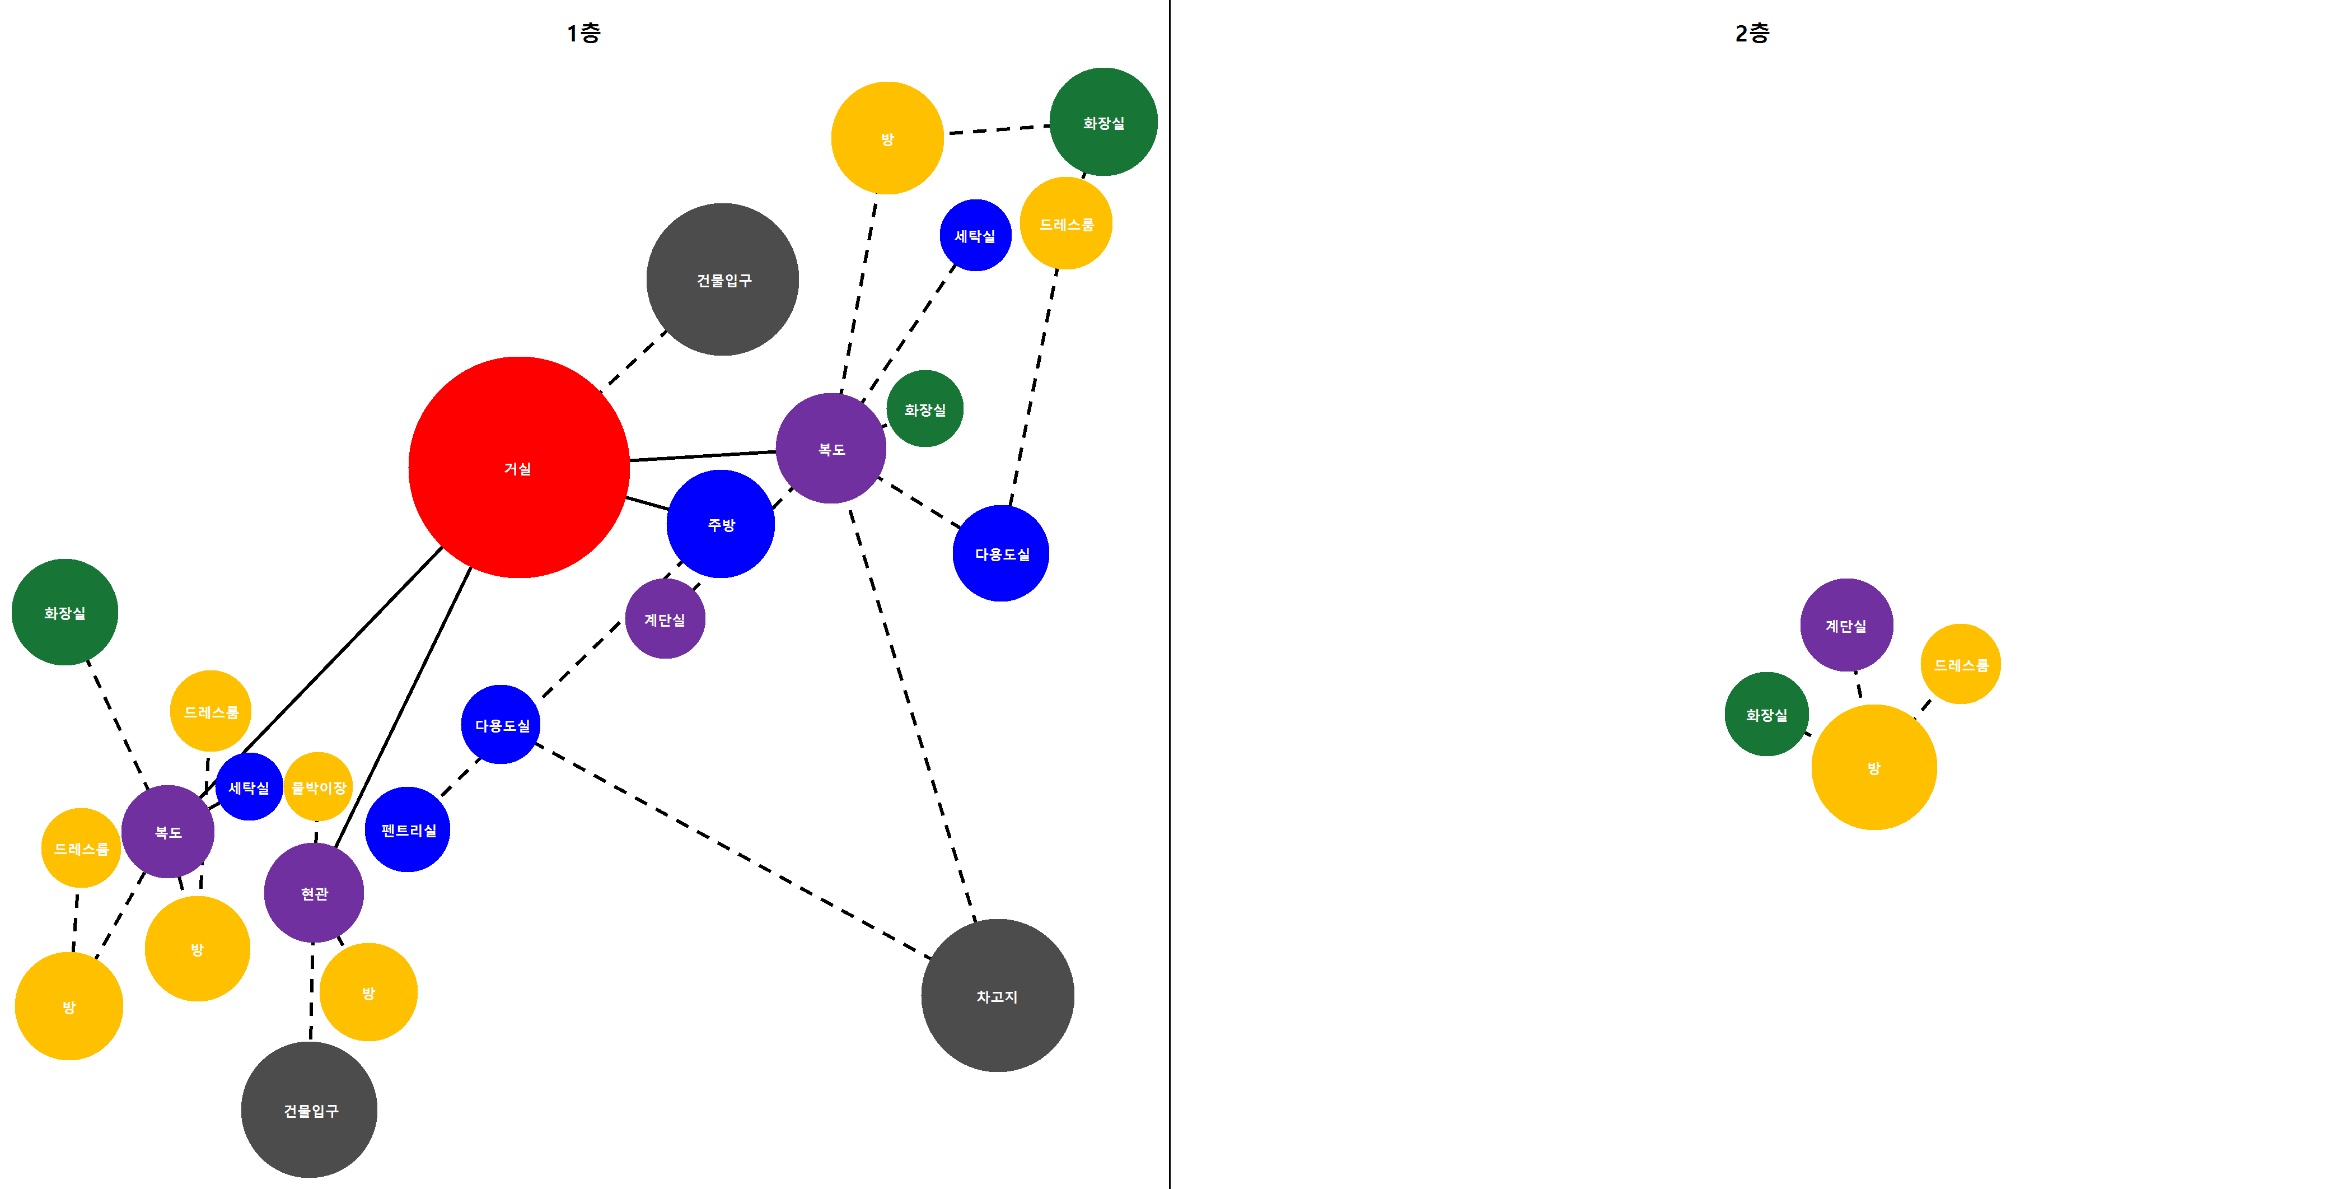 1층
2층
화장실
방
드레스룸
세탁실
건물입구
화장실
복도
거실
주방
다용도실
화장실
계단실
계단실
드레스룸
드레스룸
화장실
다용도실
방
세탁실
붙박이장
펜트리실
복도
드레스룸
현관
방
방
차고지
방
건물입구